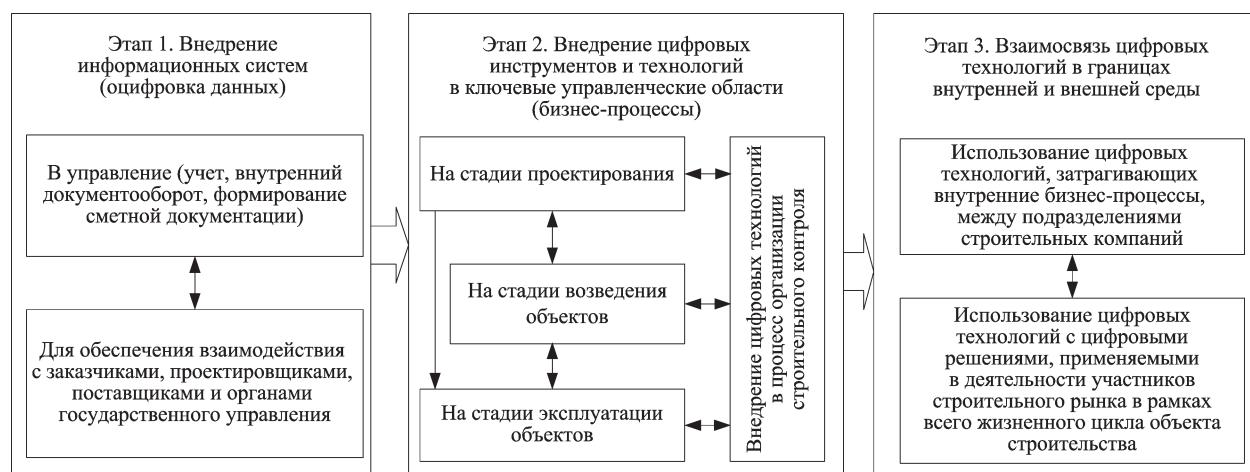 Этап 1. Внедрение
информационных систем
(оцифровка данных)
В управление (учет, внутренний
документооборот, формирование
сметной документации)
Для обеспечения взаимодействия
с заказчиками, проектировщиками,
поставщиками и органами
государственного управления
Этап 2. Внедрение цифровых
инструментов и технологий
в ключевые управленческие области
(бизнес-процессы)
На стадии проектирования
На стадии возведения
объектов
На стадии эксплуатации
объектов
Внедрение цифровых технологий
в процесс организации
строительного контроля
Этап 3. Взаимосвязь цифровых
технологий в границах
внутренней и внешней среды
Использование цифровых
технологий, затрагивающих
внутренние бизнес-процессы,
между подразделениями
строительных компаний
Использование цифровых
технологий с цифровыми
решениями, применяемыми
в деятельности участников
строительного рынка в рамках
всего жизненного цикла объекта
строительства